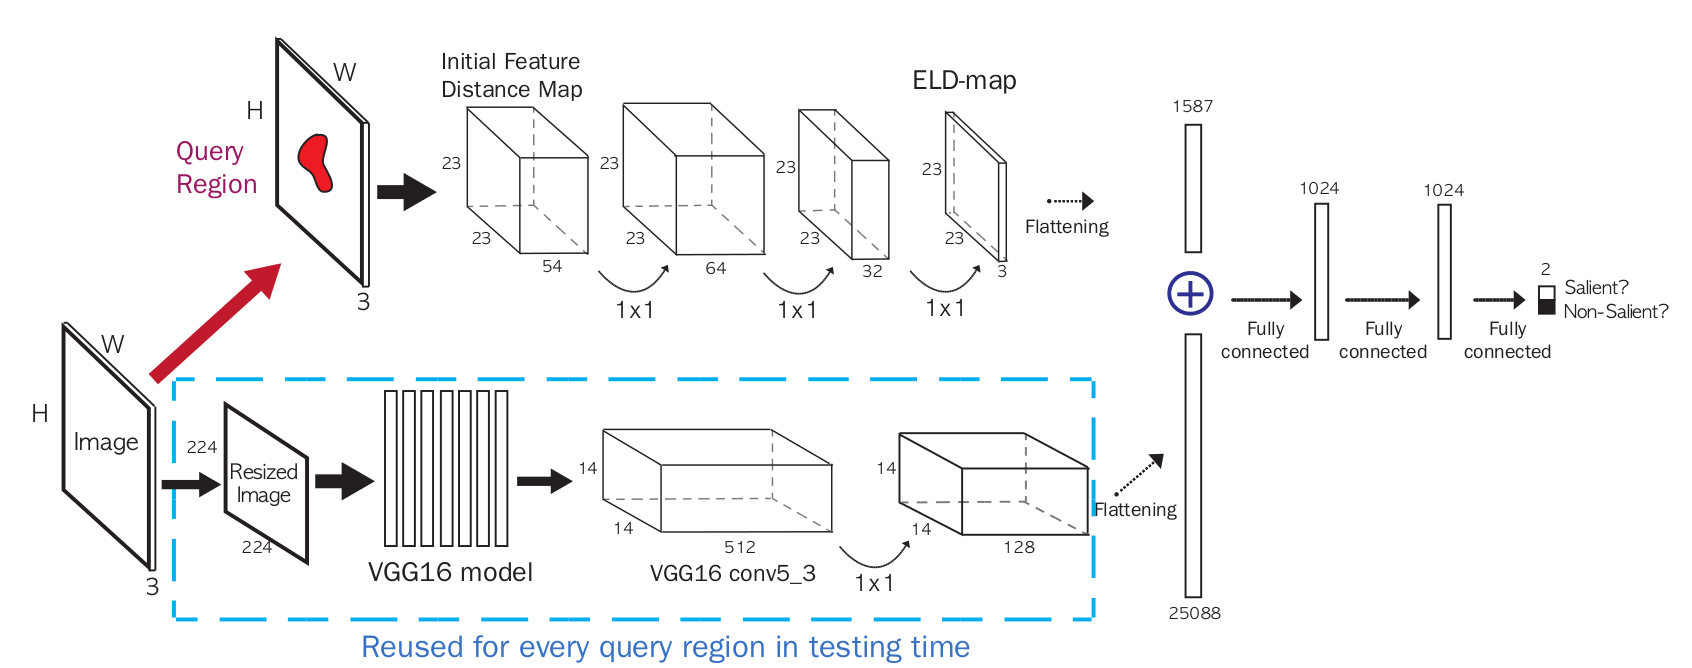 W
H
Query
Region
3
Initial Feature
Distance Map
23
23
54
23
23
64
1x1
23
23
32
1x1
ELD-map
23
23
3
1x1
Flattening
1587
1024
1024
2
Salient?
Non-Salient?
Fully
connected
Fully
connected
Fully
connected
W
H
Image
3
224
Resized
Image
224
VGG16 model
14
14
512
VGG16 conv5_3
1x1
14
14
128
Flattening
25088
Reused for every query region in testing time